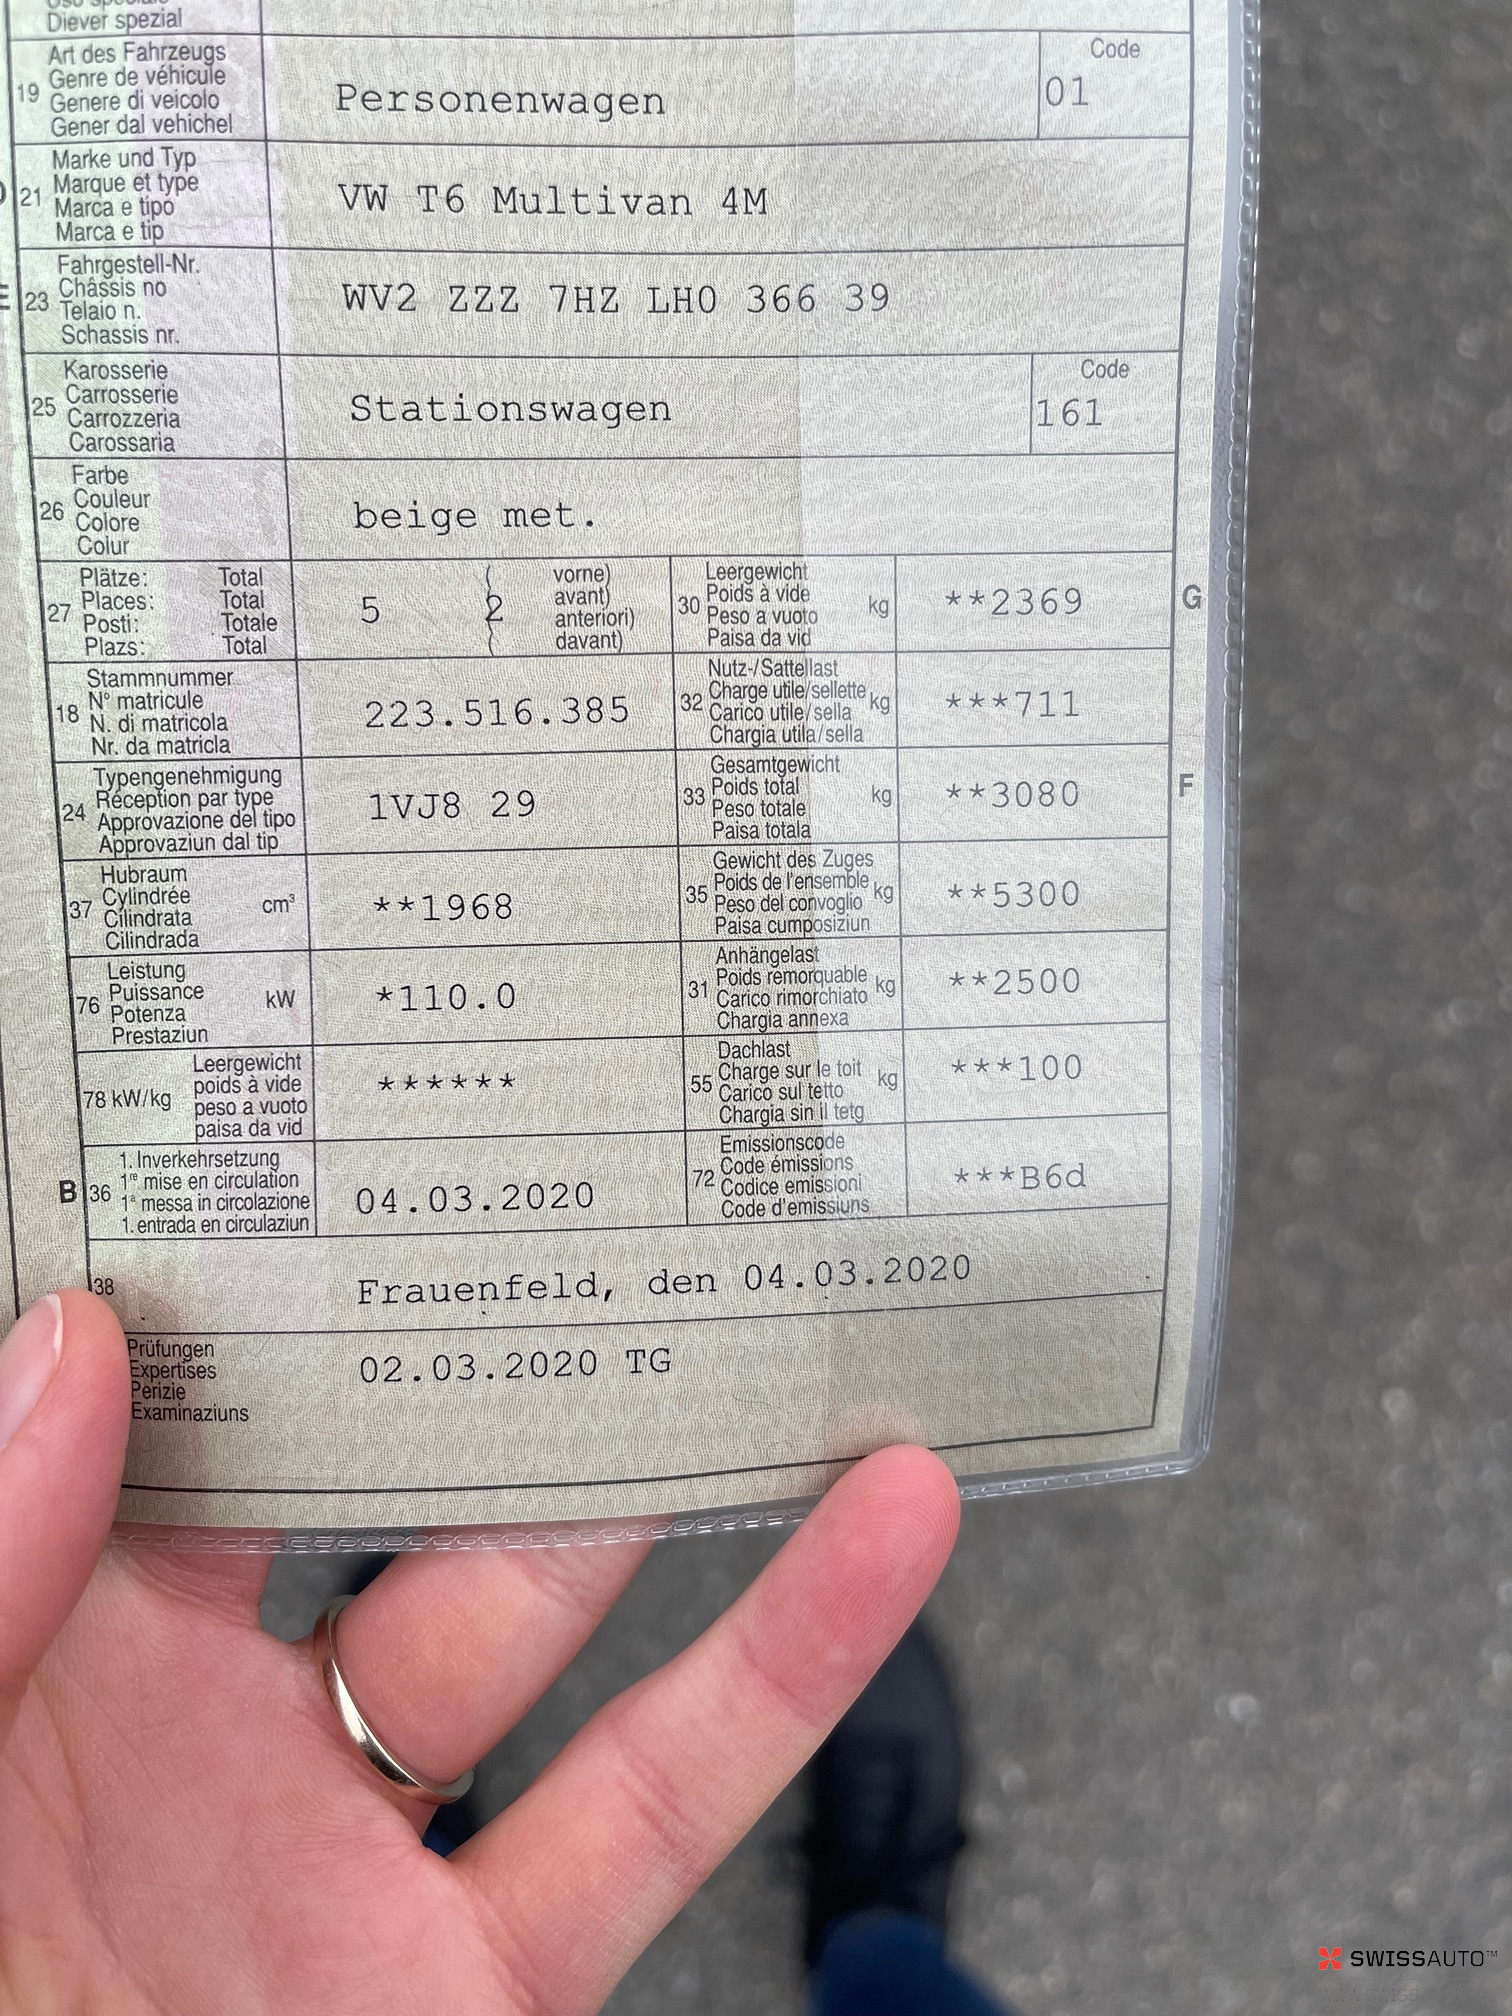 Diever spezial
19 Art des Fahrzeugs
Genre de véhicule
Genere di veicolo
Gener dal vehichel
Personenwagen
Code
01
21 Marke und Typ
Marque et type
Marca e tipo
Marca e tip
VW T6 Multivan 4M
23 Fahrgestell-Nr.
Châssis no
Telaio n.
Schassis nr.
WV2 ZZZ 7HZ LH0 366 39
25 Karosserie
Carrosserie
Carrozzeria
Carossaria
Stationswagen
Code
161
26 Farbe
Couleur
Colore
Colur
beige met.
27 Plätze: Total
Places: Total
Posti: Totale
Plazs: Total
5 ( 2 vorne)
avant)
anteriori)
davant)
30 Leergewicht
Poids à vide
Peso a vuoto
Paisa da vid
kg
**2369
G
18 Stammnummer
N° matricule
N. di matricola
Nr. da matricla
223.516.385
32 Nutz-/Sattellast
Charge utile/sellette
Carico utile/sella
Chargia utila/sella
kg
***711
24 Typengenehmigung
Réception par type
Approvazione del tipo
Approvaziun dal tip
1VJ8 29
33 Gesamtgewicht
Poids total
Peso totale
Paisa totala
kg
**3080
F
37 Hubraum
Cylindrée
Cilindrata
Cilindrada
cm³
**1968
35 Gewicht des Zuges
Poids de l'ensemble
Peso del convoglio
Paisa cumposiziun
kg
**5300
76 Leistung
Puissance
Potenza
Prestaziun
kW
*110.0
31 Anhängelast
Poids remorquable
Carico rimorchiato
Chargia annexa
kg
**2500
78 kW/kg Leergewicht
poids à vide
peso a vuoto
paisa da vid
******
55 Dachlast
Charge sur le toit
Carico sul tetto
Chargia sin il tetg
kg
***100
B 36 1. Inverkehrsetzung
1re mise en circulation
1a messa in circolazione
1. entrada en circulaziun
04.03.2020
72 Emissionscode
Code émissions
Codice emissioni
Code d'emissiuns
***B6d
38
Frauenfeld, den 04.03.2020
Prüfungen
Expertises
Perizie
Examinaziuns
02.03.2020 TG
SWISSAUTO™